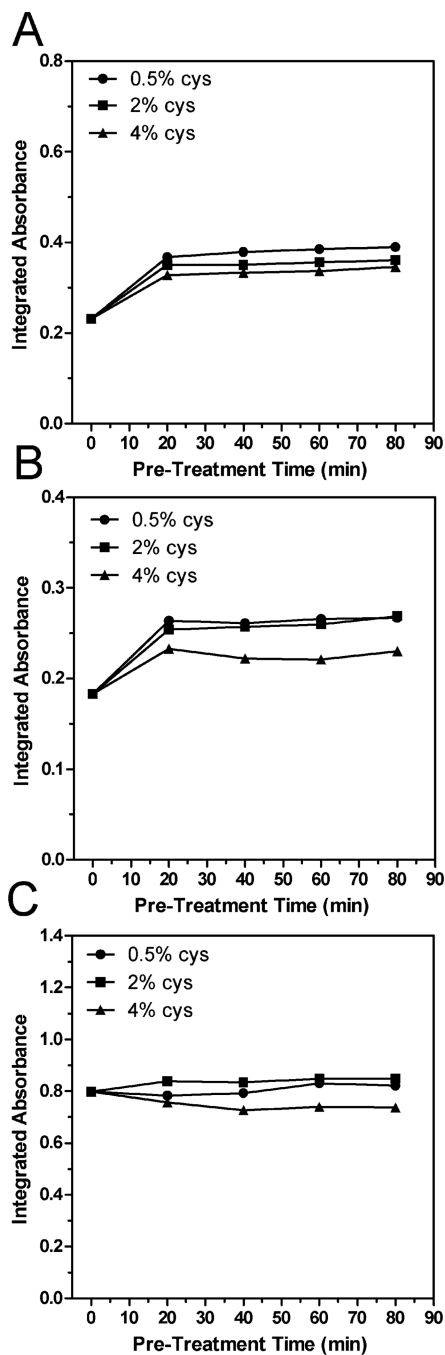 A
0.8
0.5% cys
2% cys
4% cys
0.6
0.4
0.2
0.0
Integrated Absorbance
0 10 20 30 40 50 60 70 80 90
Pre-Treatment Time (min)
B
0.4
0.5% cys
2% cys
4% cys
0.3
0.2
0.1
0.0
Integrated Absorbance
0 10 20 30 40 50 60 70 80 90
Pre-Treatment Time (min)
C
1.4
0.5% cys
2% cys
4% cys
1.2
1.0
0.8
0.6
0.4
0.2
0.0
Integrated Absorbance
0 10 20 30 40 50 60 70 80 90
Pre-Treatment Time (min)